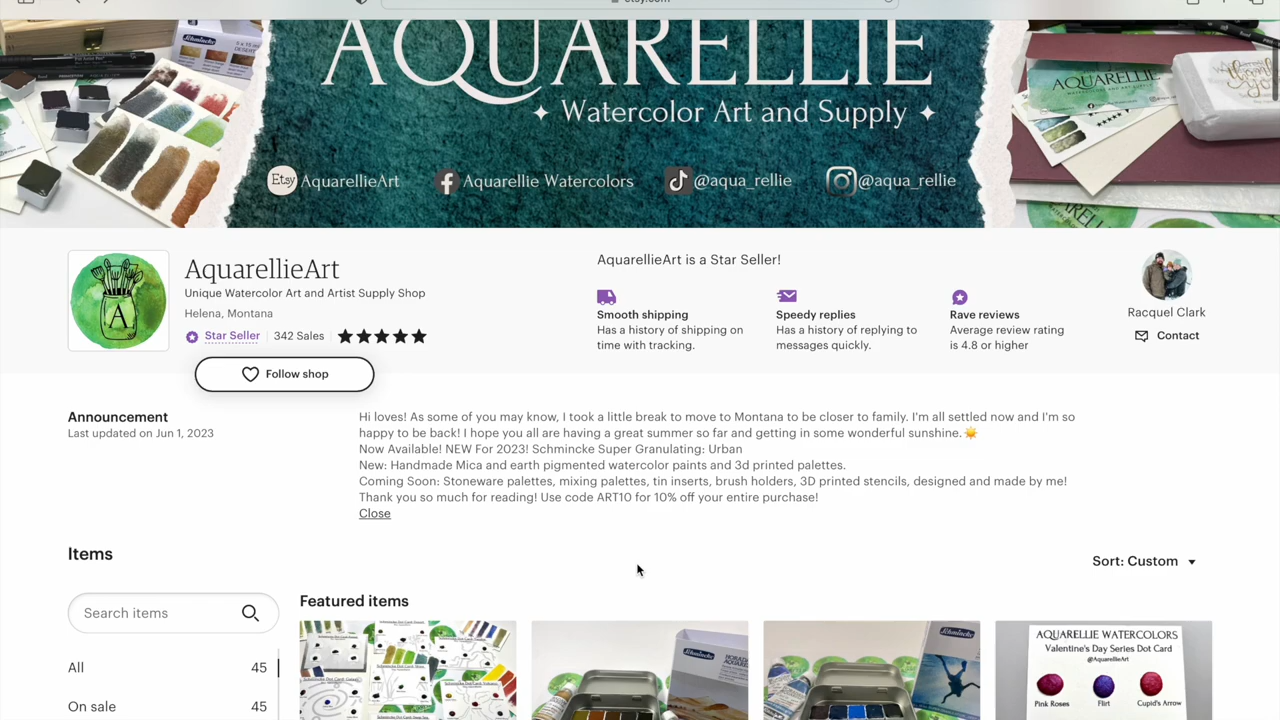 etsy.com
AQUARELLIE
Watercolor Art and Supply
Etsy AquarellieArt
Aquarellie Watercolors
@aqua_rellie
@aqua_rellie
Schmincke
AQUARELLIE
thank you
A
AquarellieArt
Unique Watercolor Art and Artist Supply Shop
Helena, Montana
Star Seller
342 Sales
Follow shop
AquarellieArt is a Star Seller!
Smooth shipping
Has a history of shipping on
time with tracking.
Speedy replies
Has a history of replying to
messages quickly.
Rave reviews
Average review rating
is 4.8 or higher
Racquel Clark
Contact
Announcement
Last updated on Jun 1, 2023
Hi loves! As some of you may know, I took a little break to move to Montana to be closer to family. I'm all settled now and I'm so
happy to be back! I hope you all are having a great summer so far and getting in some wonderful sunshine.☀️
Now Available! NEW For 2023! Schmincke Super Granulating: Urban
New: Handmade Mica and earth pigmented watercolor paints and 3d printed palettes.
Coming Soon: Stoneware palettes, mixing palettes, tin inserts, brush holders, 3D printed stencils, designed and made by me!
Thank you so much for reading! Use code ART10 for 10% off your entire purchase!
Close
Items
Sort: Custom
Search items
All 45
On sale 45
Featured items
Schmincke
Schmincke
AQUARELLIE WATERCOLORS
Valentine's Day Series Dot Card
@AquarellieArt
Pink Roses
Flirt
Cupid's Arrow